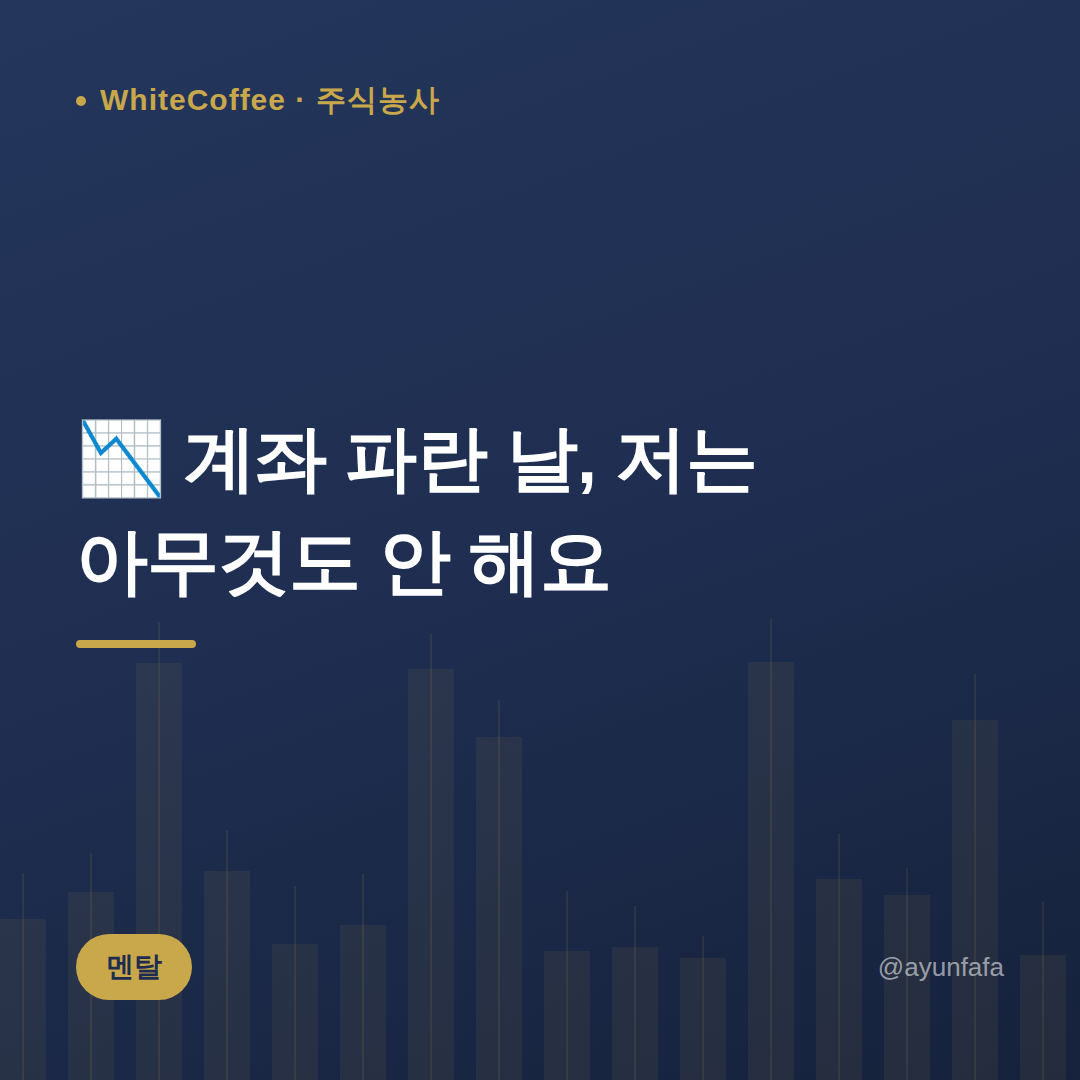 WhiteCoffee · 주식농사
📉 계좌 파란 날, 저는
아무것도 안 해요
멘탈
@ayunfafa